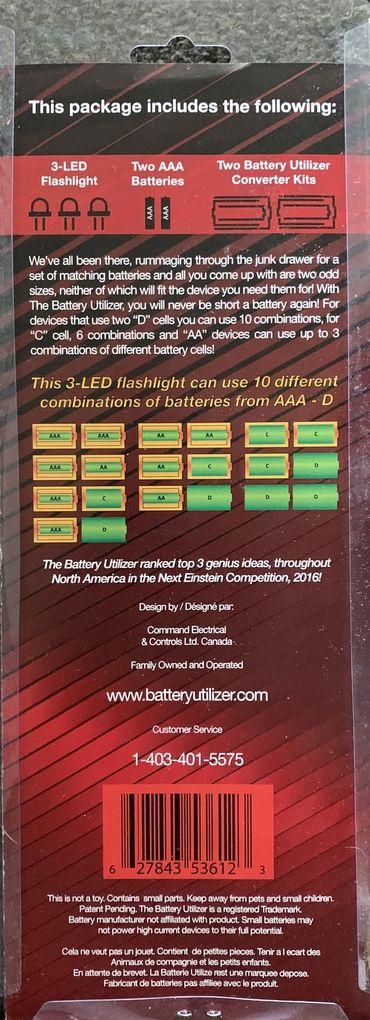 This package includes the following:
3-LED
Flashlight
Two AAA
Batteries
Two Battery Utilizer
Converter Kits
AAA AAA
We've all been there, rummaging through the junk drawer for a
set of matching batteries and all you come up with are two odd
sizes, neither of which will fit the device you need them for! With
The Battery Utilizer, you will never be short a battery again! For
devices that use two "D" cells you can use 10 combinations, for
"C" cell, 6 combinations and "AA" devices can use up to 3
combinations of different battery cells!
This 3-LED flashlight can use 10 different
combinations of batteries from AAA - D
AAA AAA AA AA C C
AAA AA AA C C D
AAA C AA D D D
AAA D
The Battery Utilizer ranked top 3 genius ideas, throughout
North America in the Next Einstein Competition, 2016!
Design by / Désigné par:
Command Electrical
& Controls Ltd. Canada
Family Owned and Operated
www.batteryutilizer.com
Customer Service
1-403-401-5575
6 27843 53612 3
This is not a toy. Contains small parts. Keep away from pets and small children.
Patent Pending. The Battery Utilizer is a registered Trademark.
Battery manufacturer not affiliated with product. Small batteries may
not power high current devices to their full potential.
Cela ne veut pas un jouet. Contient de petites pieces. Tenir a l ecart des
Animaux de compagnie et les petits enfants.
En attente de brevet. La Batterie Utilize rest une marquee depose.
Fabricant de batteries pas affiliee avec le produit.